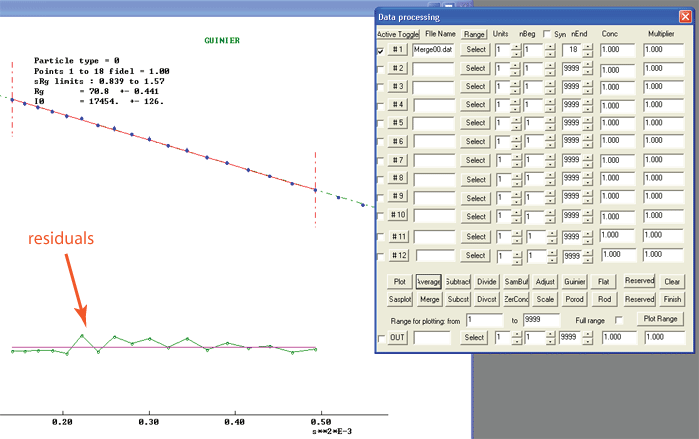 GUINIER
Particle type = 0
Points 1 to 18 fidel = 1.00
sRg limits : 0.839 to 1.57
Rg = 70.8 +- 0.441
I0 = 17454. +- 126.
residuals
0.20 0.30 0.40 0.50
s**2*E-3
Data processing
Active Toggle File Name Range Units nBeg Syn nEnd Conc Multiplier
#1 Merge00.dat Select 1 1 18 1.000 1.000
#2 Select 1 1 9999 1.000 1.000
#3 Select 1 1 9999 1.000 1.000
#4 Select 1 1 9999 1.000 1.000
#5 Select 1 1 9999 1.000 1.000
#6 Select 1 1 9999 1.000 1.000
#7 Select 1 1 9999 1.000 1.000
#8 Select 1 1 9999 1.000 1.000
#9 Select 1 1 9999 1.000 1.000
#10 Select 1 1 9999 1.000 1.000
#11 Select 1 1 9999 1.000 1.000
#12 Select 1 1 9999 1.000 1.000
Plot Average Subtract Divide SamBuf Adjust Guinier Flat Reserved Clear
Sasplot Merge Subcst Divcst ZerConc Scale Porod Rod Reserved Finish
Range for plotting: from 1 to 9999 Full range Plot Range
OUT Select 1 1 9999 1.000 1.000